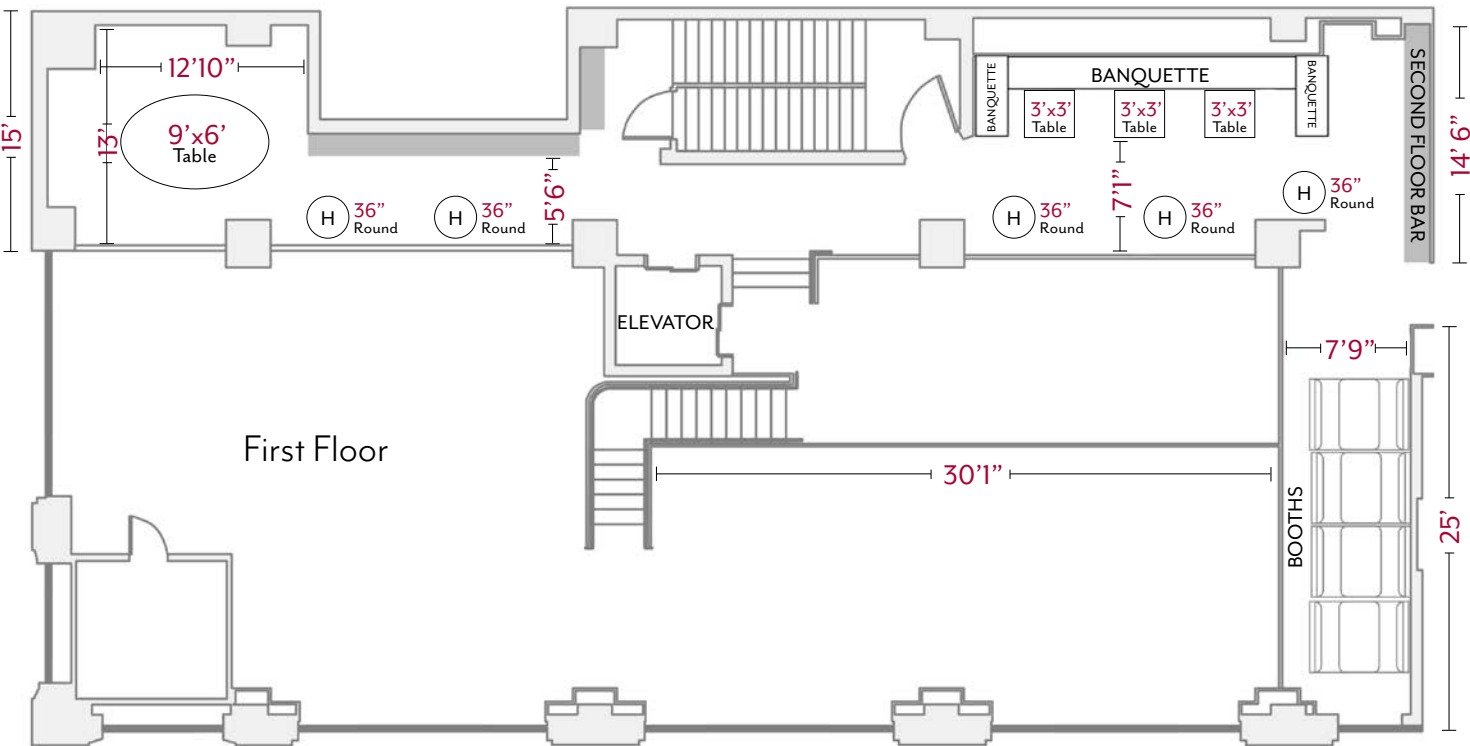 12'10"
15'
13'
9'x6'
Table
H
36"
Round
H
36"
Round
5'6"
BANQUETTE
BANQUETTE
BANQUETTE
3'x3'
Table
3'x3'
Table
3'x3'
Table
7'1"
H
36"
Round
H
36"
Round
H
36"
Round
SECOND FLOOR BAR
14' 6"
ELEVATOR
7'9"
First Floor
30'1"
BOOTHS
25'